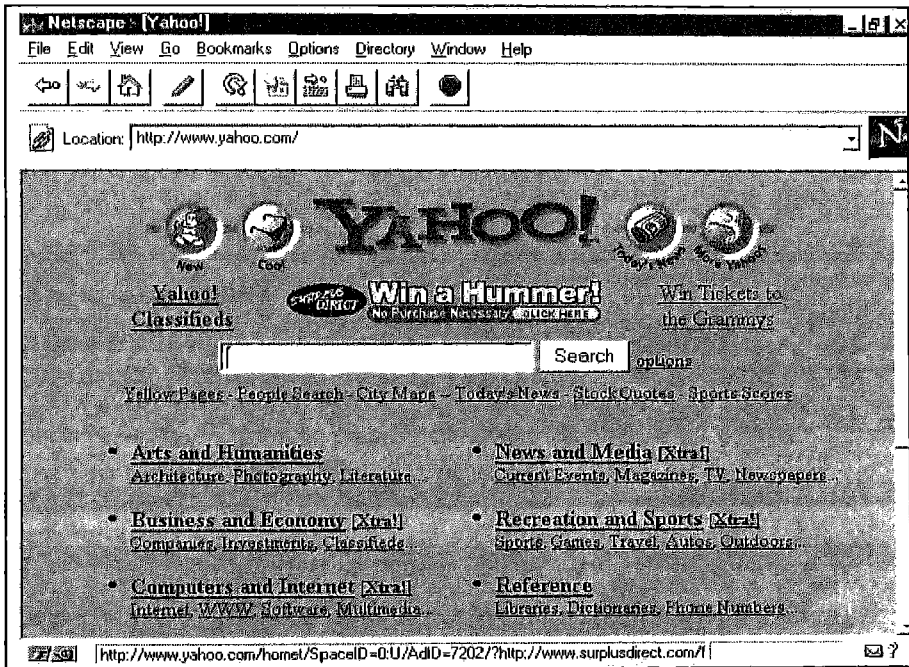 Netscape - [Yahoo!]
File Edit View Go Bookmarks Options Directory Window Help
Location: http://www.yahoo.com/
N
YAHOO!
New Cool Today's News More Yahoos
Yahoo! Classifieds
SURPLUS DIRECT
Win a Hummer!
No Purchase Necessary CLICK HERE
Win Tickets to the Grammys
Search options
Yellow Pages - People Search - City Maps -- Today's News - Stock Quotes - Sports Scores
• Arts and Humanities
Architecture, Photography, Literature...
• News and Media [Xtra!]
Current Events, Magazines, TV, Newspapers...
• Business and Economy [Xtra!]
Companies, Investments, Classifieds...
• Recreation and Sports [Xtra!]
Sports, Games, Travel, Autos, Outdoors...
• Computers and Internet [Xtra!]
Internet, WWW, Software, Multimedia...
• Reference
Libraries, Dictionaries, Phone Numbers...
http://www.yahoo.com/homet/SpaceID=0:U/AdID=7202/?http://www.surplusdirect.com/f
?